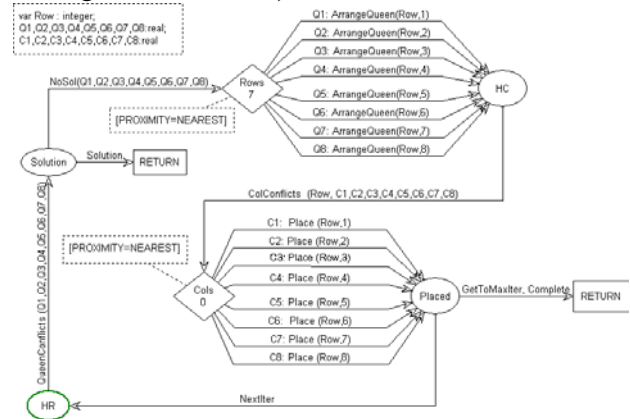 var Row : integer;
Q1,Q2,Q3,Q4,Q5,Q6,Q7,Q8:real;
C1,C2,C3,C4,C5,C6,C7,C8:real
NoSol(Q1,Q2,Q3,Q4,Q5,Q6,Q7,Q8)
Rows
7
[PROXIMITY=NEAREST]
Q1: ArrangeQueen(Row,1)
Q2: ArrangeQueen(Row,2)
Q3: ArrangeQueen(Row,3)
Q4: ArrangeQueen(Row,4)
Q5: ArrangeQueen(Row,5)
Q6: ArrangeQueen(Row,6)
Q7: ArrangeQueen(Row,7)
Q8: ArrangeQueen(Row,8)
HC
Solution
Solution
RETURN
ColConflicts (Row, C1,C2,C3,C4,C5,C6,C7,C8)
[PROXIMITY=NEAREST]
Cols
0
C1: Place (Row,1)
C2: Place (Row,2)
C3: Place (Row,3)
C4: Place (Row,4)
C5: Place (Row,5)
C6: Place (Row,6)
C7: Place (Row,7)
C8: Place (Row,8)
Placed
GetToMaxIter, Complete
RETURN
QueenConflicts (Q1,Q2,Q3,Q4,Q5,Q6,Q7,Q8)
NextIter
HR